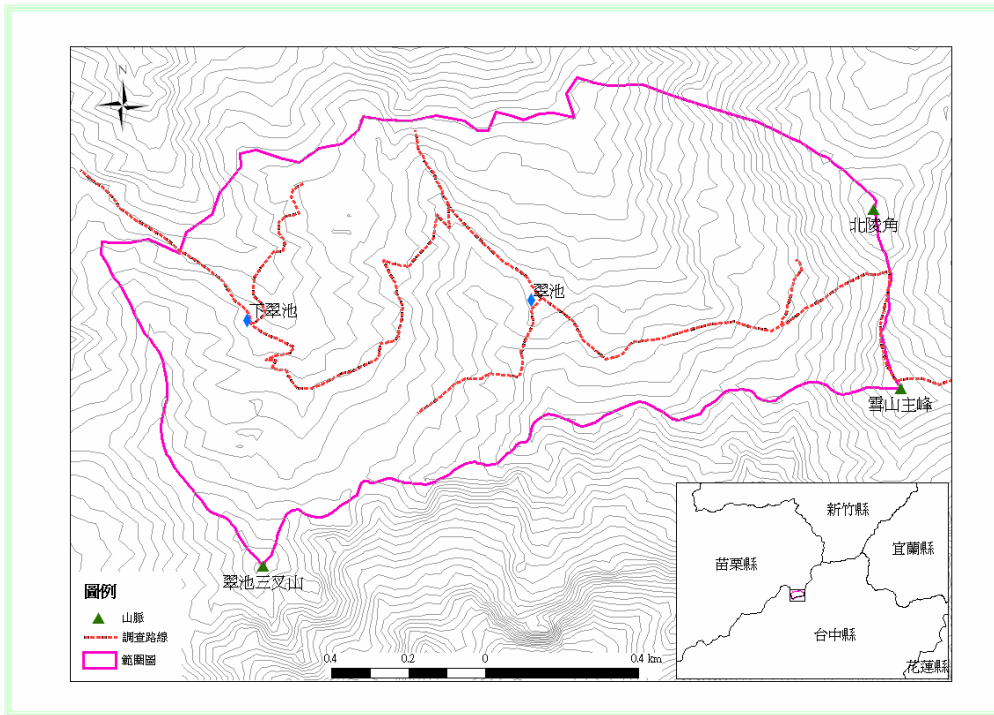 N
北陵角
翠池
下翠池
雪山主峰
翠池三叉山
圖例
山脈
調查路線
範圍圖
0.4 0.2 0 0.4 km
新竹縣
宜蘭縣
苗栗縣
台中縣
花蓮縣